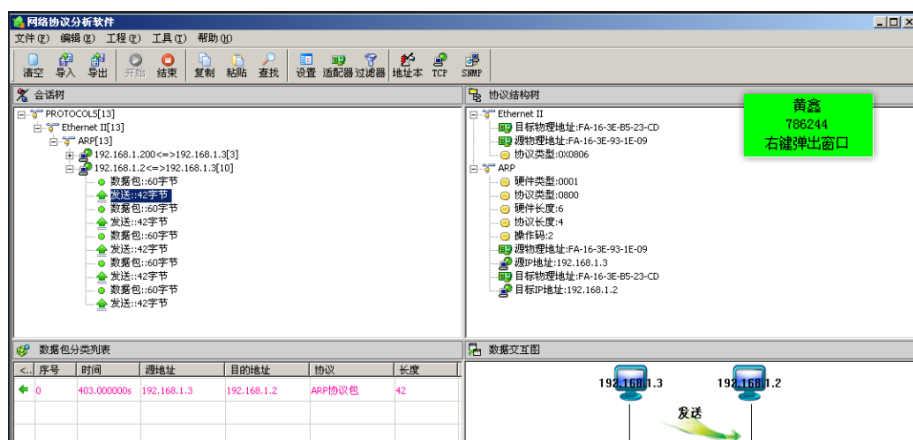 网络协议分析软件
文件(F) 编辑(E) 工程(P) 工具(T) 帮助(H)
清空 导入 导出 开始 结束 复制 粘贴 查找 设置 适配器 过滤器 地址本 TCP SNMP
会话树
PROTOCOLS[13]
Ethernet II[13]
ARP[13]
192.168.1.200<=>192.168.1.3[3]
192.168.1.2<=>192.168.1.3[10]
数据包::60字节
发送::42字节
数据包::60字节
发送::42字节
数据包::60字节
发送::42字节
数据包::60字节
发送::42字节
数据包::60字节
发送::42字节
协议结构树
Ethernet II
目标物理地址:FA-16-3E-B5-23-CD
源物理地址:FA-16-3E-93-1E-09
协议类型:0X0806
ARP
硬件类型:0001
协议类型:0800
硬件长度:6
协议长度:4
操作码:2
源物理地址:FA-16-3E-93-1E-09
源IP地址:192.168.1.3
目标物理地址:FA-16-3E-B5-23-CD
目标IP地址:192.168.1.2
黄鑫
786244
右键弹出窗口
数据包分类列表
<.. 序号 时间 源地址 目的地址 协议 长度
0 403.000000s 192.168.1.3 192.168.1.2 ARP协议包 42
数据交互图
192.168.1.3 192.168.1.2
发送